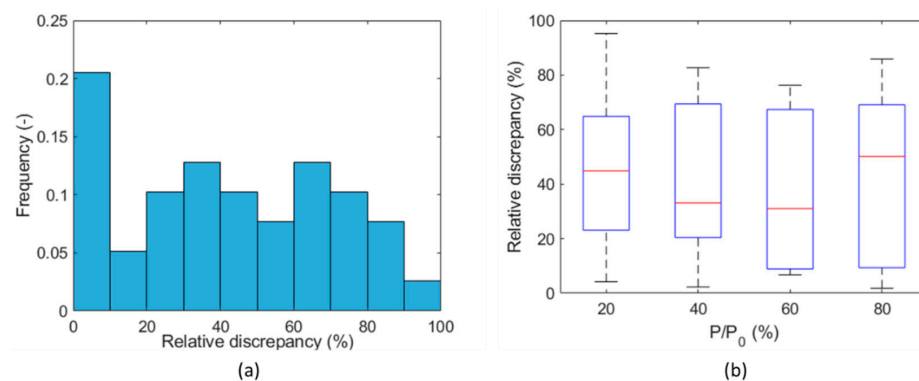 0.25
0.2
0.15
0.1
0.05
0
Frequency (-)
0 20 40 60 80 100
Relative discrepancy (%)
(a)
100
80
60
40
20
0
Relative discrepancy (%)
20 40 60 80
P/P0 (%)
(b)